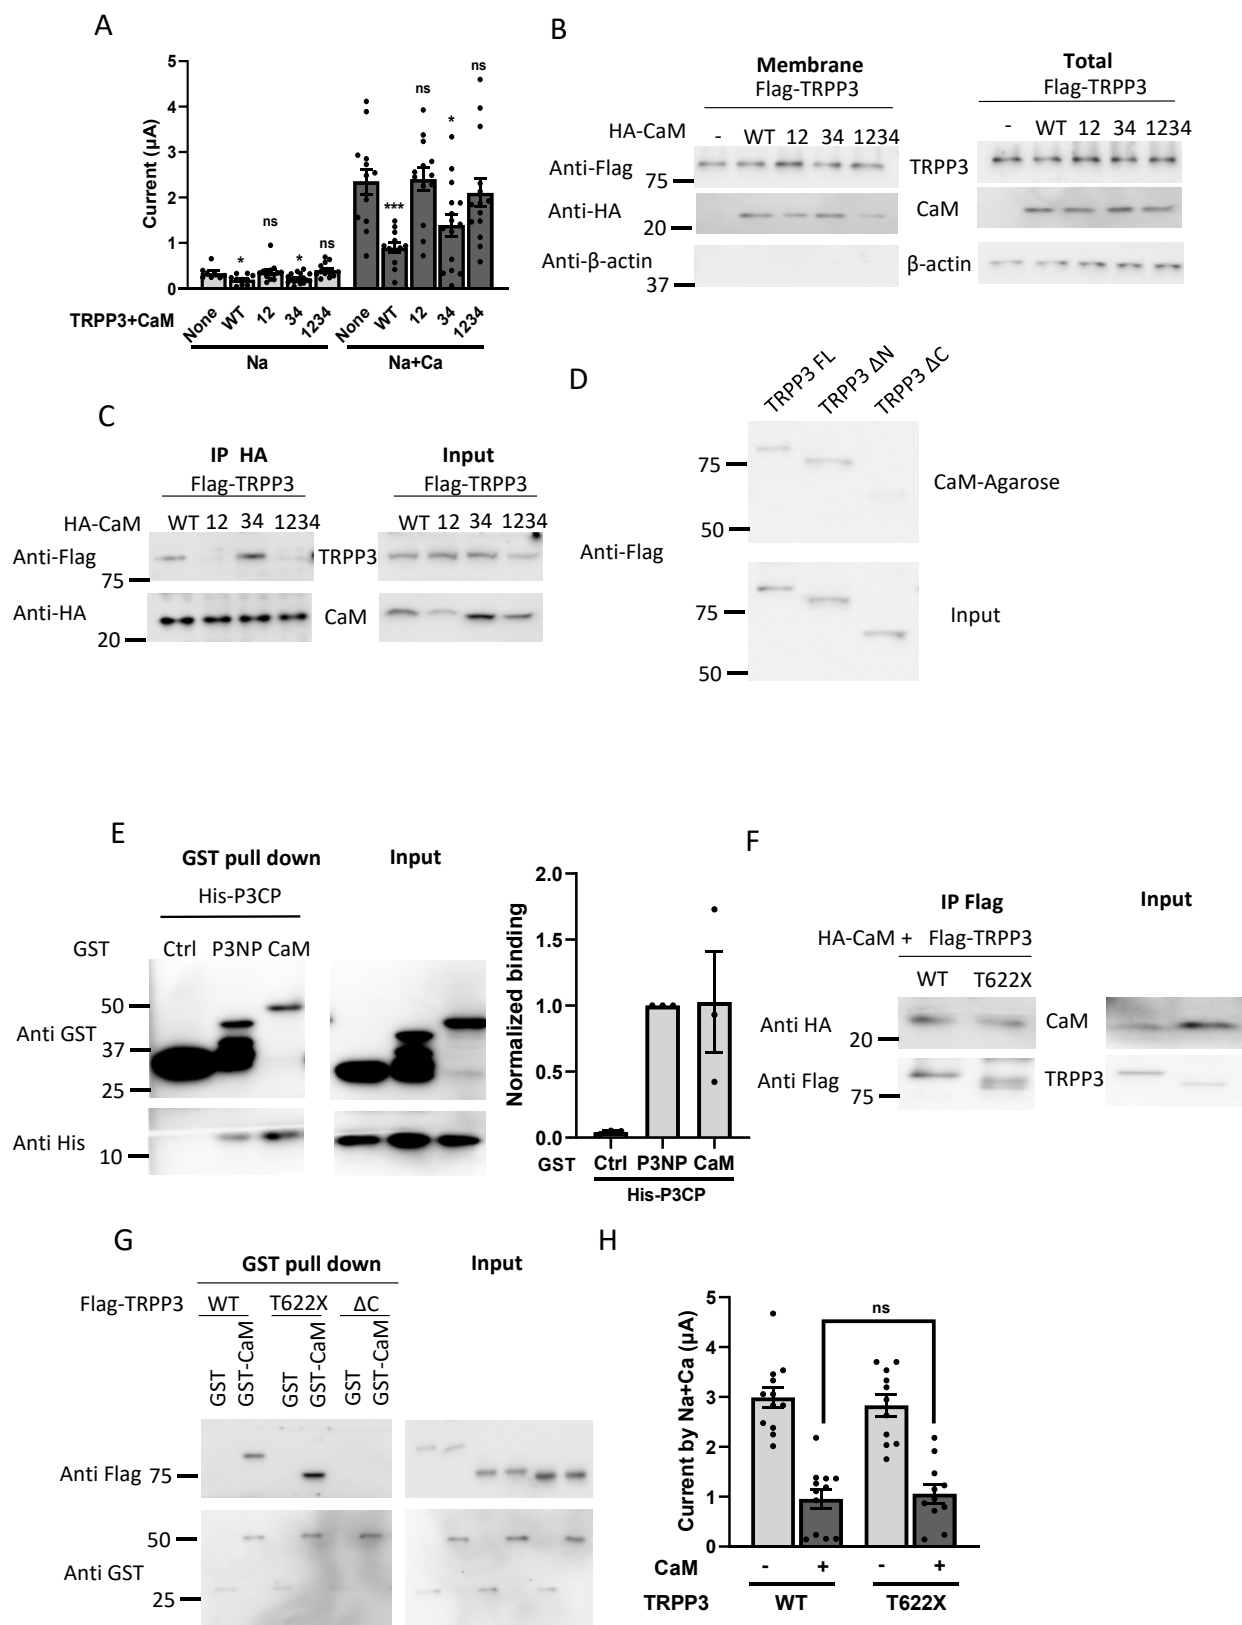 A
5
4
3
2
1
0
Current (µA)
* ns * ns
*** ns * ns
TRPP3+CaM
None WT 12 34 1234 None WT 12 34 1234
Na Na+Ca
B
Membrane Total
Flag-TRPP3 Flag-TRPP3
HA-CaM - WT 12 34 1234 - WT 12 34 1234
Anti-Flag TRPP3
75
Anti-HA CaM
20
Anti-β-actin β-actin
37
C
IP HA Input
Flag-TRPP3 Flag-TRPP3
HA-CaM WT 12 34 1234 WT 12 34 1234
Anti-Flag TRPP3
75
Anti-HA CaM
20
D
TRPP3 FL TRPP3 ΔN TRPP3 ΔC
75
CaM-Agarose
50
Anti-Flag
75
Input
50
E
GST pull down Input
His-P3CP
GST Ctrl P3NP CaM
50
Anti GST
37
25
Anti His
10
Normalized binding
2.0
1.5
1.0
0.5
0.0
GST Ctrl P3NP CaM
His-P3CP
F
IP Flag Input
HA-CaM + Flag-TRPP3
WT T622X
Anti HA CaM
20
Anti Flag TRPP3
75
G
GST pull down Input
Flag-TRPP3 WT T622X ΔC
GST GST-CaM GST GST-CaM GST GST-CaM
Anti Flag 75
50
Anti GST
25
H
Current by Na+Ca (µA)
5
4
3
2
1
0
ns
CaM - + - +
TRPP3 WT T622X